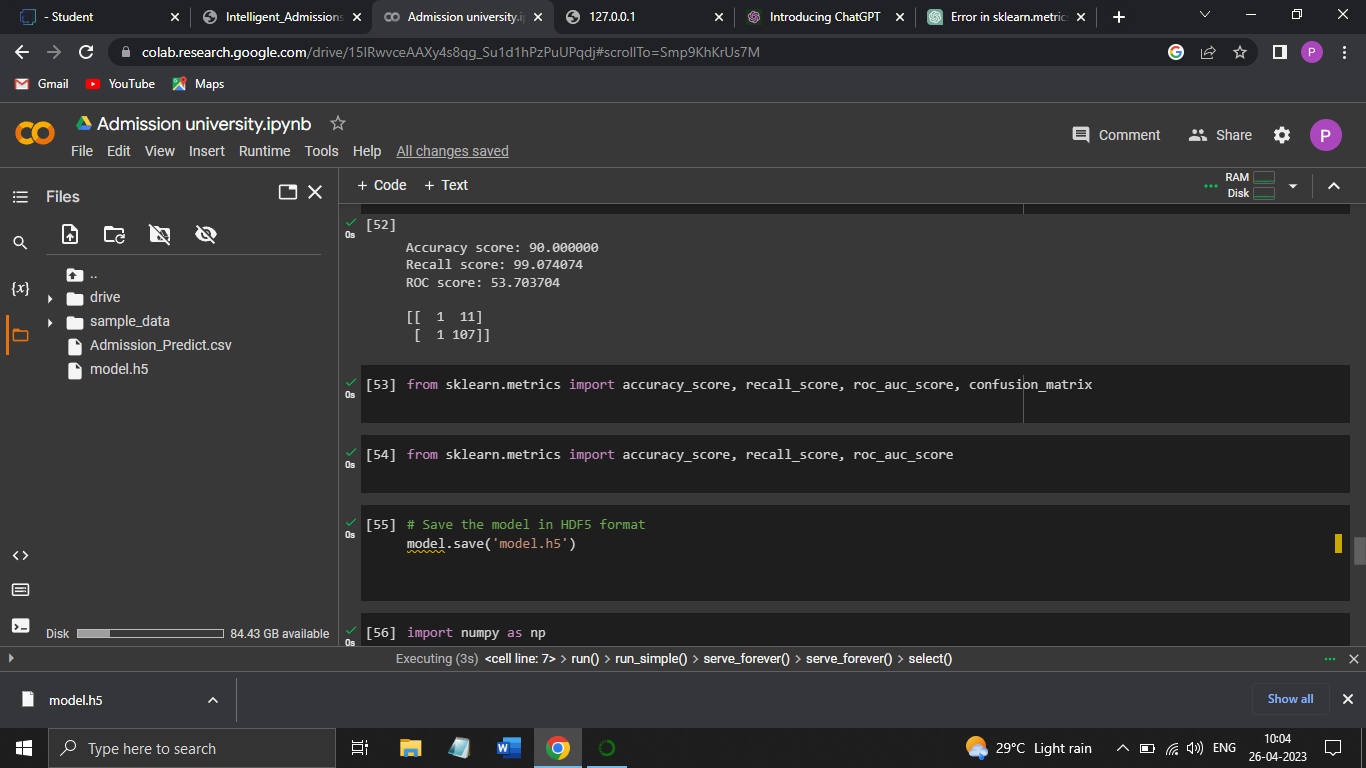 - Student
Intelligent_Admissions
Admission university.i
127.0.0.1
Introducing ChatGPT
Error in sklearn.metric
colab.research.google.com/drive/15IRwvceAAXy4s8qg_Su1d1hPzPuUPqdj#scrollTo=Smp9KhKrUs7M
P
Gmail
YouTube
Maps
Admission university.ipynb
File Edit View Insert Runtime Tools Help All changes saved
Comment
Share
P
Files
+ Code + Text
RAM
Disk
{x}
..
drive
sample_data
Admission_Predict.csv
model.h5
Disk
84.43 GB available
[52]
0s
Accuracy score: 90.000000
Recall score: 99.074074
ROC score: 53.703704
[[ 1 11]
[ 1 107]]
[53] from sklearn.metrics import accuracy_score, recall_score, roc_auc_score, confusion_matrix
0s
[54] from sklearn.metrics import accuracy_score, recall_score, roc_auc_score
0s
[55] # Save the model in HDF5 format
0s
model.save('model.h5')
[56] import numpy as np
0s
Executing (3s) <cell line: 7> > run() > run_simple() > serve_forever() > serve_forever() > select()
model.h5
Show all
Type here to search
29°C Light rain
ENG
10:04
26-04-2023